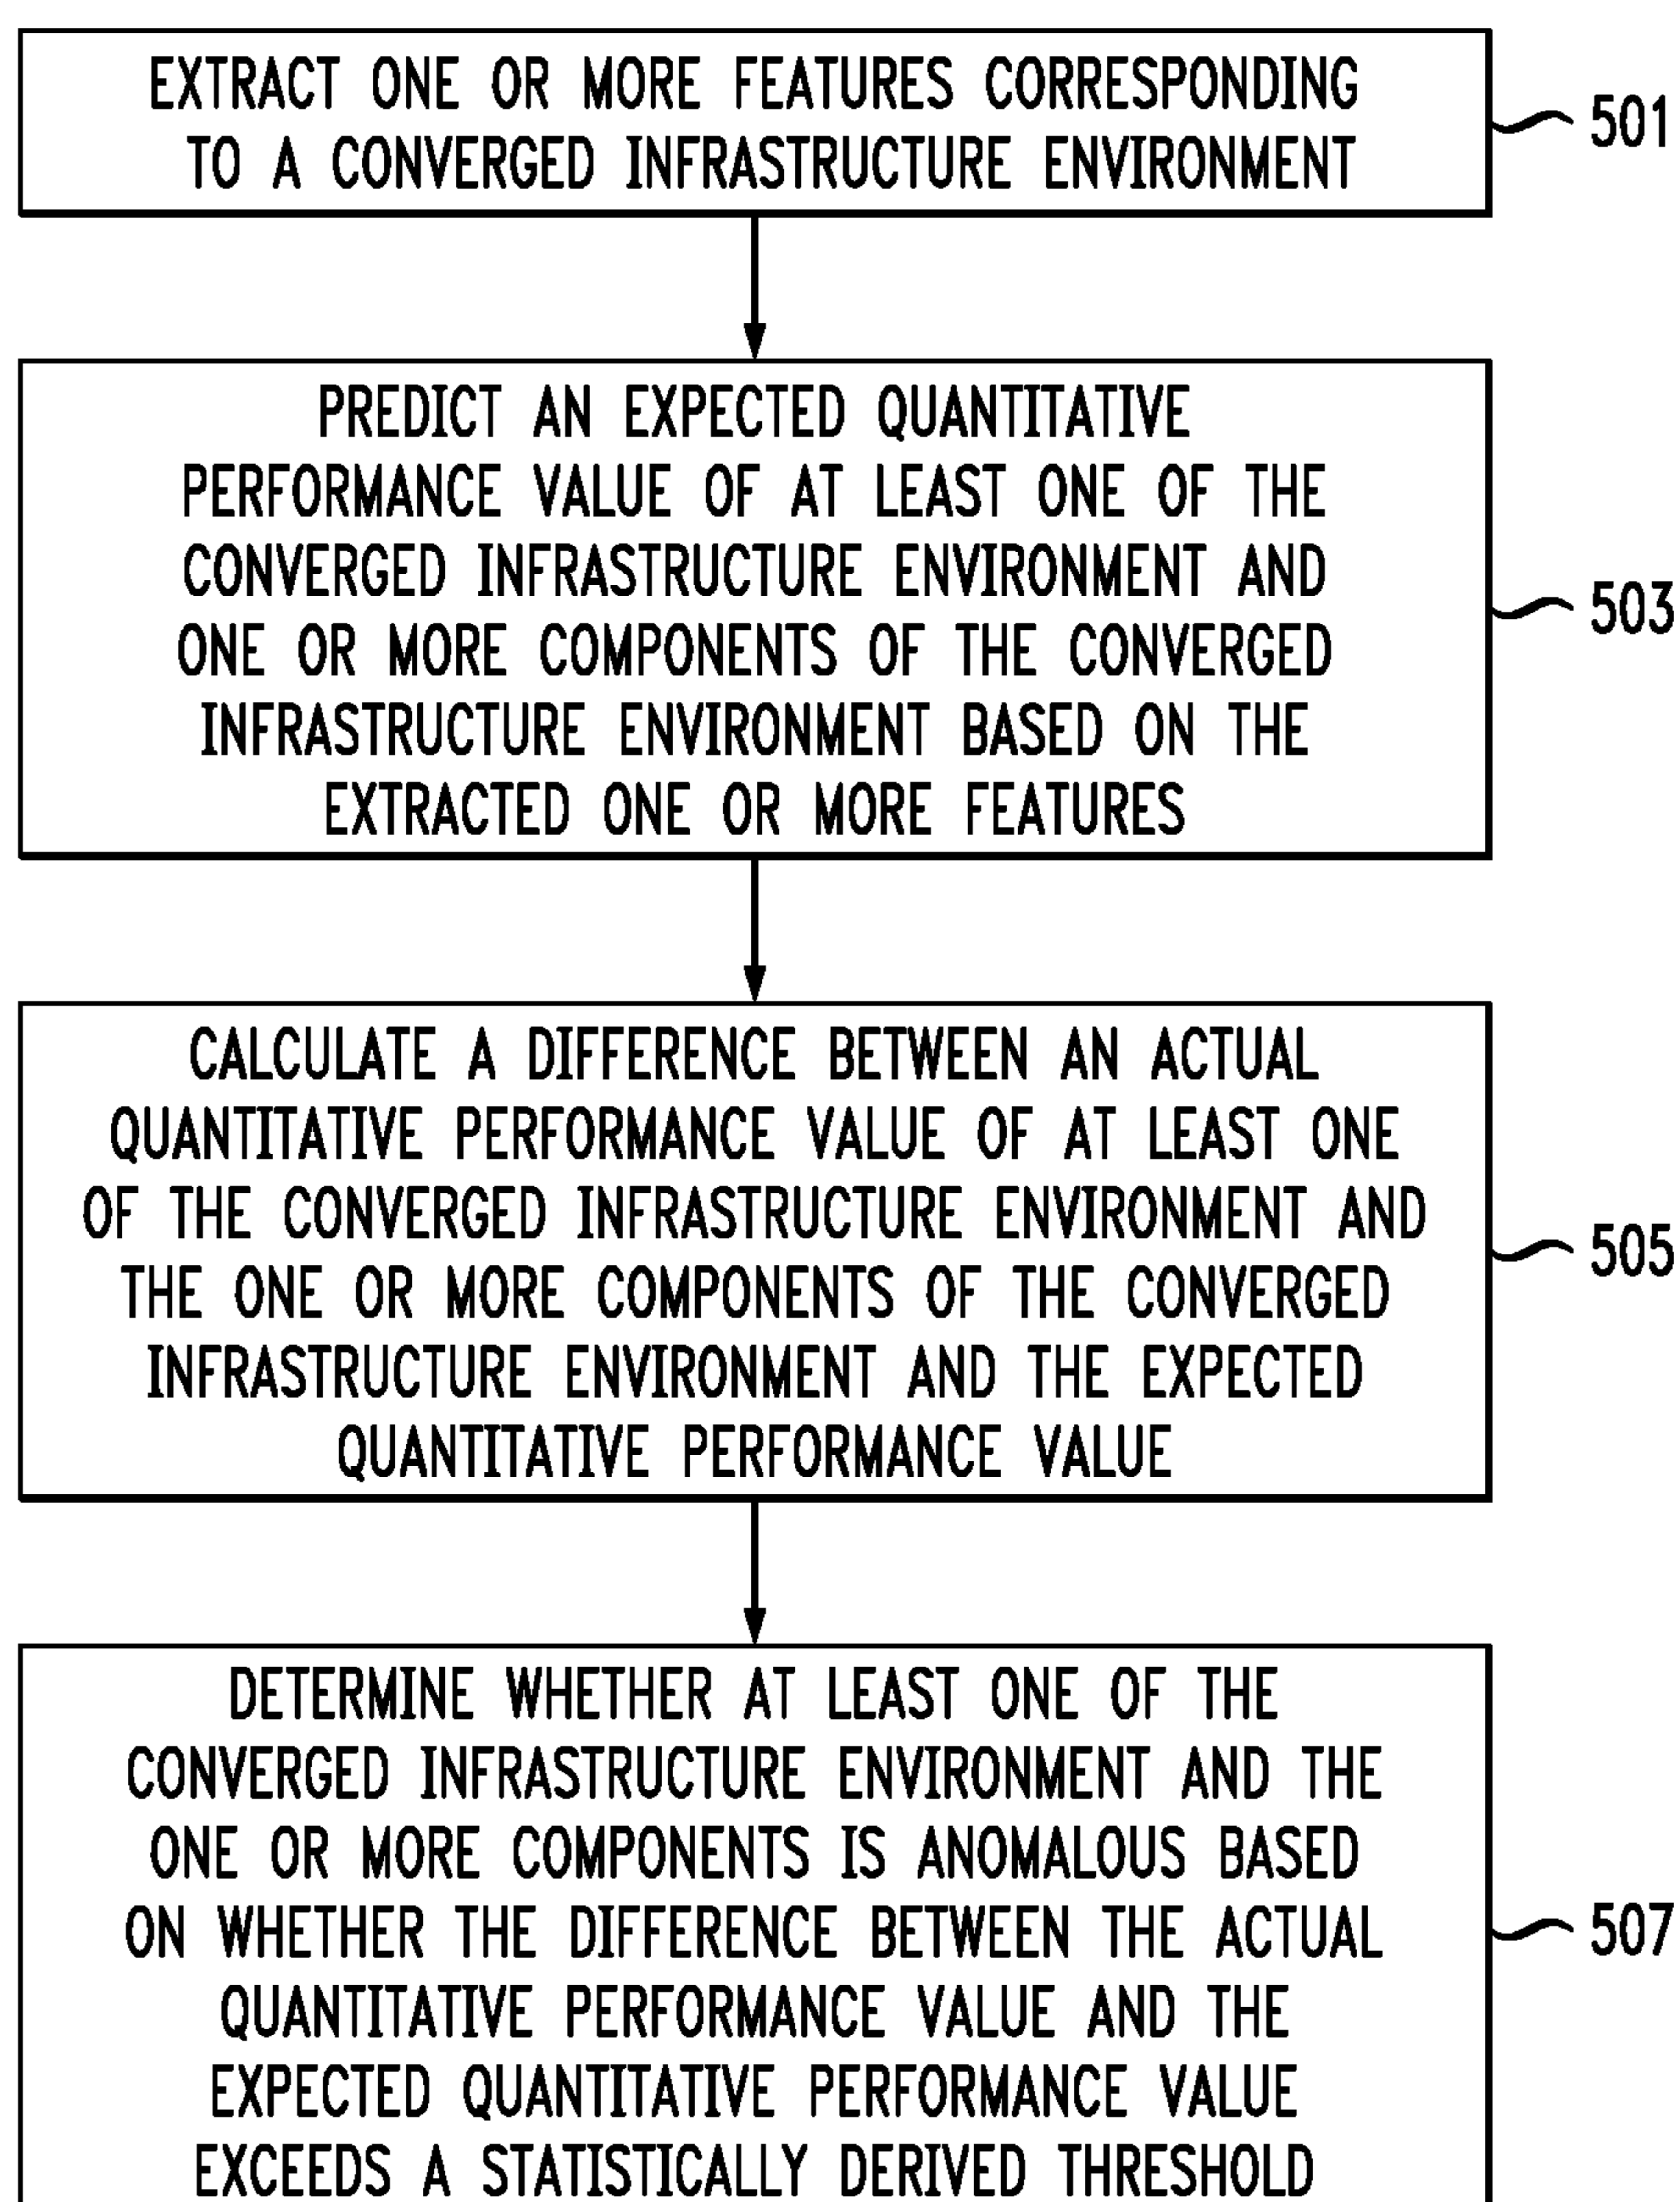 EXTRACT ONE OR MORE FEATURES CORRESPONDING
TO A CONVERGED INFRASTRUCTURE ENVIRONMENT
501
PREDICT AN EXPECTED QUANTITATIVE
PERFORMANCE VALUE OF AT LEAST ONE OF THE
CONVERGED INFRASTRUCTURE ENVIRONMENT AND
ONE OR MORE COMPONENTS OF THE CONVERGED
INFRASTRUCTURE ENVIRONMENT BASED ON THE
EXTRACTED ONE OR MORE FEATURES
503
CALCULATE A DIFFERENCE BETWEEN AN ACTUAL
QUANTITATIVE PERFORMANCE VALUE OF AT LEAST ONE
OF THE CONVERGED INFRASTRUCTURE ENVIRONMENT AND
THE ONE OR MORE COMPONENTS OF THE CONVERGED
INFRASTRUCTURE ENVIRONMENT AND THE EXPECTED
QUANTITATIVE PERFORMANCE VALUE
505
DETERMINE WHETHER AT LEAST ONE OF THE
CONVERGED INFRASTRUCTURE ENVIRONMENT AND THE
ONE OR MORE COMPONENTS IS ANOMALOUS BASED
ON WHETHER THE DIFFERENCE BETWEEN THE ACTUAL
QUANTITATIVE PERFORMANCE VALUE AND THE
EXPECTED QUANTITATIVE PERFORMANCE VALUE
EXCEEDS A STATISTICALLY DERIVED THRESHOLD
507